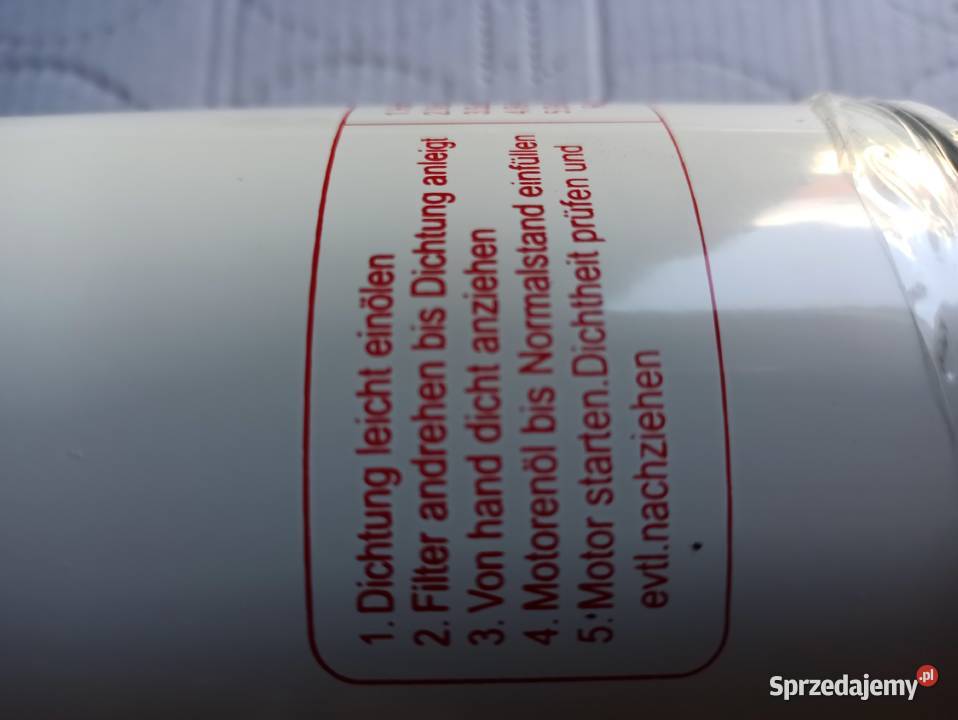 1. Dichtung leicht einölen
2. Filter andrehen bis Dichtung anleigt
3. Von hand dicht anziehen
4. Motorenöl bis Normalstand einfüllen
5. Motor starten.Dichtheit prüfen und
evtl.nachziehen
Sprzedajemy.pl